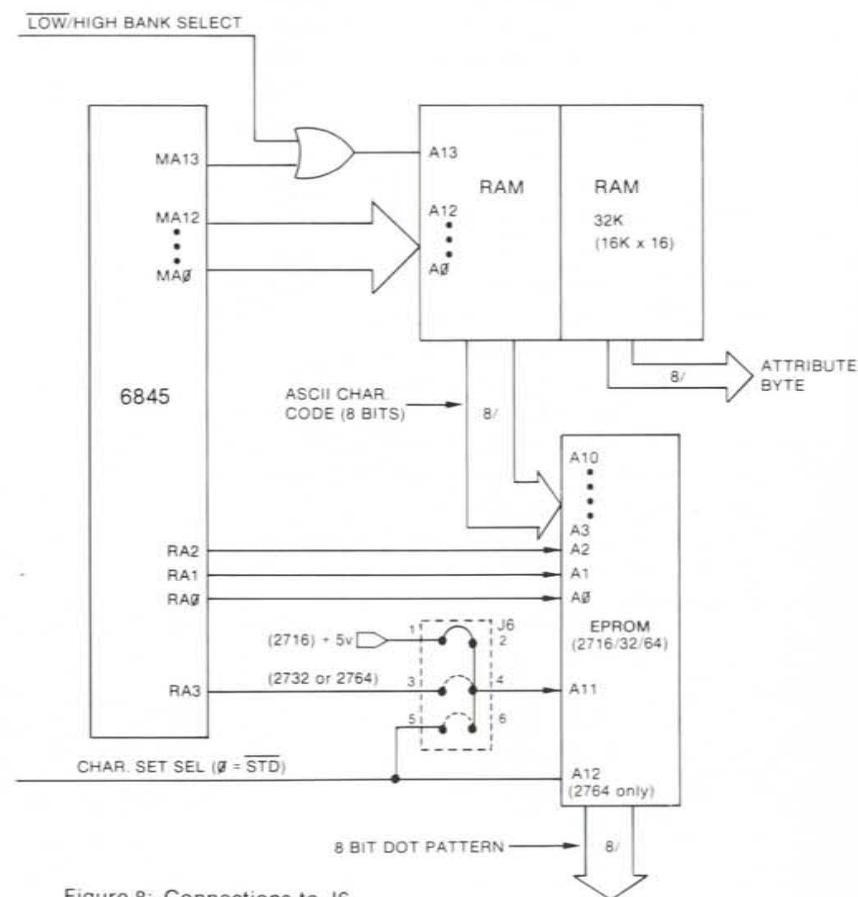 L̅O̅W̅/HIGH BANK SELECT
MA13
A13
RAM
RAM
MA12
A12
32K
(16K x 16)
MAØ
AØ
6845
ATTRIBUTE
BYTE
8/
ASCII CHAR.
CODE (8 BITS)
8/
A10
A3
RA2
A2
RA1
A1
RAØ
AØ
EPROM
(2716/32/64)
J6
(2716) + 5v
1
2
(2732 or 2764)
3
4
RA3
A11
5
6
CHAR. SET SEL (Ø = S̅T̅D̅)
A12
(2764 only)
8 BIT DOT PATTERN
8/
Figure 8: Connections to J6